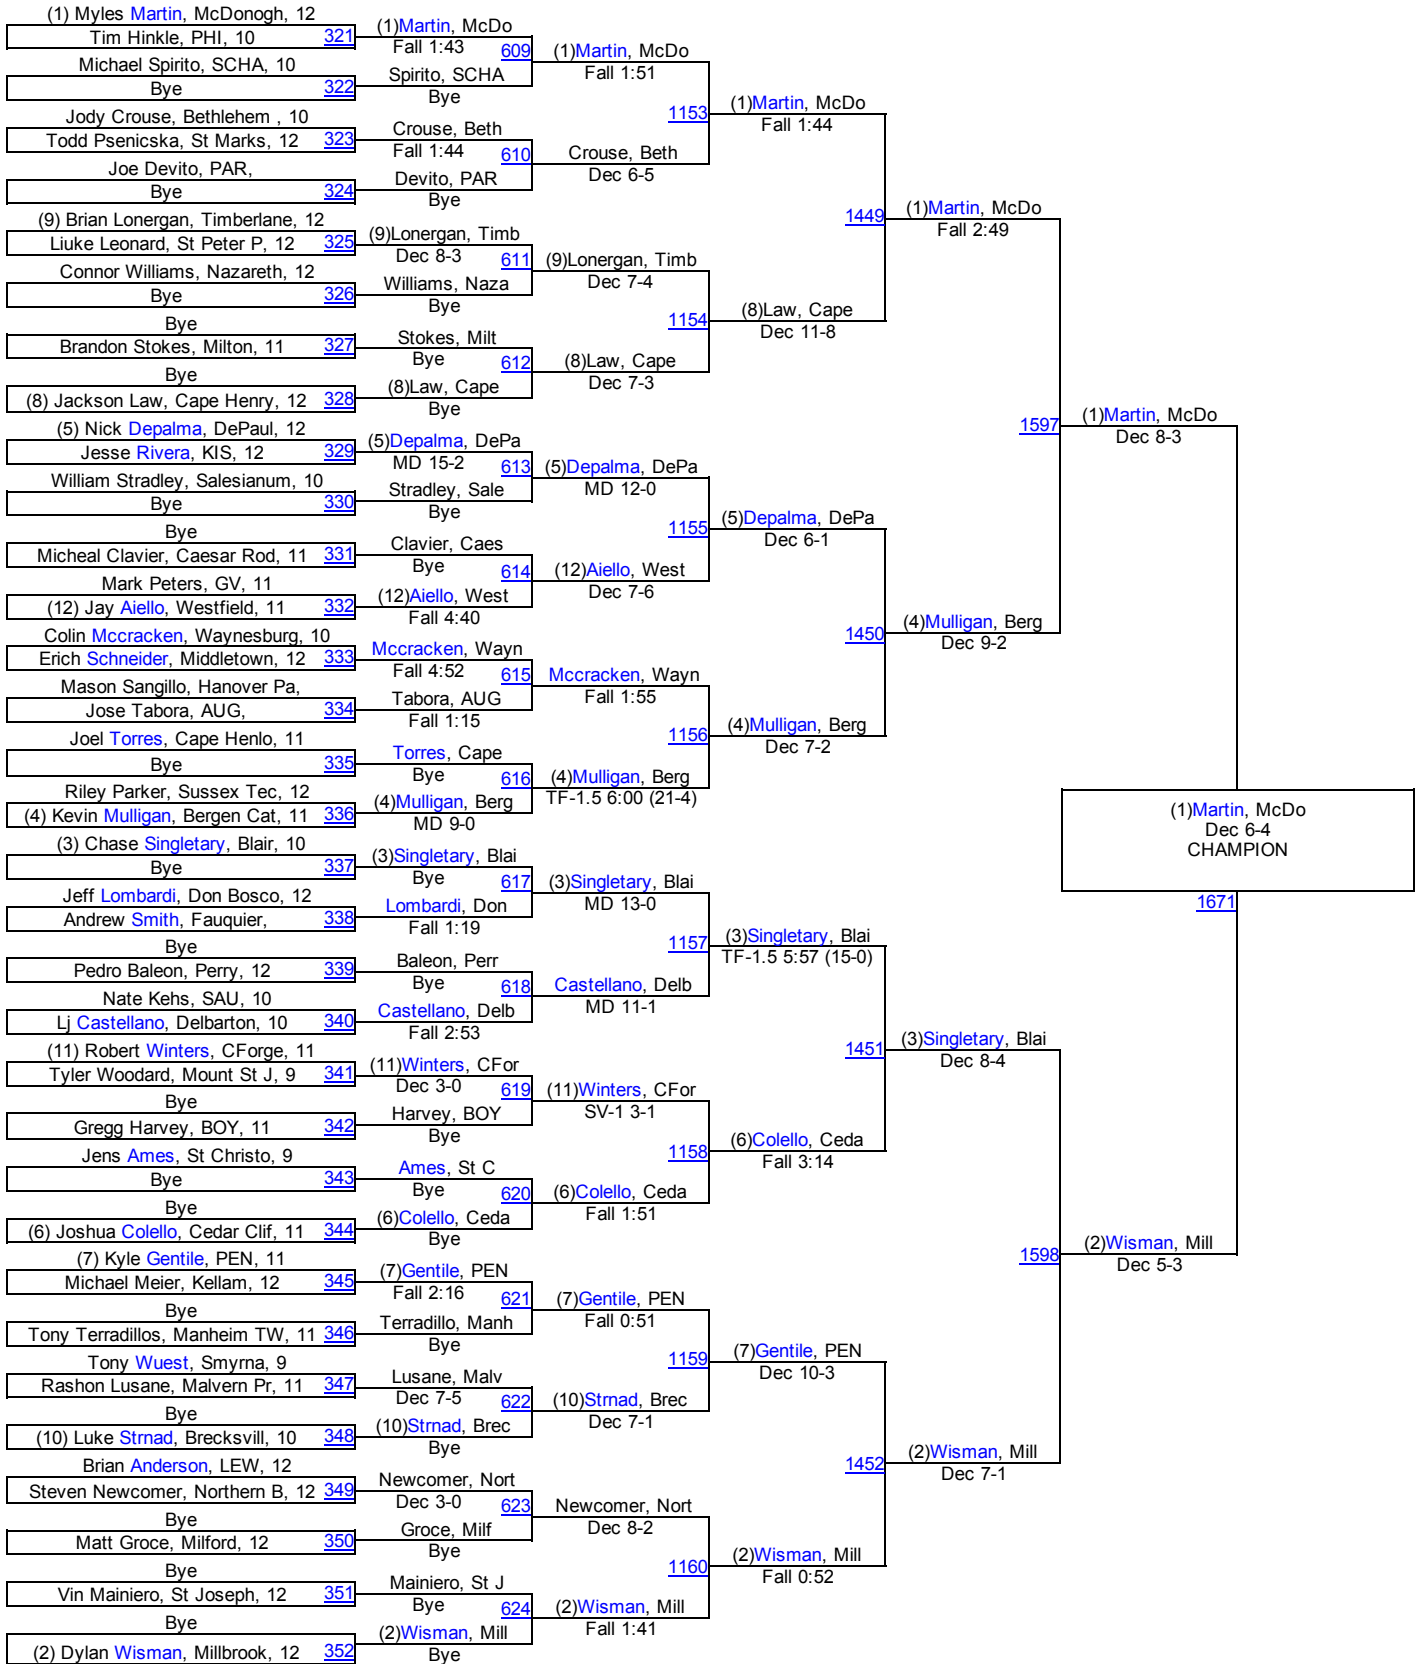 (1) Myles Martin, McDonogh, 12
Tim Hinkle, PHI, 10 321
Michael Spirito, SCHA, 10
Bye 322
Jody Crouse, Bethlehem , 10
Todd Psenicska, St Marks, 12 323
Joe Devito, PAR,
Bye 324
(9) Brian Lonergan, Timberlane, 12
Liuke Leonard, St Peter P, 12 325
Connor Williams, Nazareth, 12
Bye 326
Bye
Brandon Stokes, Milton, 11 327
Bye
(8) Jackson Law, Cape Henry, 12 328
(5) Nick Depalma, DePaul, 12
Jesse Rivera, KIS, 12 329
William Stradley, Salesianum, 10
Bye 330
Bye
Micheal Clavier, Caesar Rod, 11 331
Mark Peters, GV, 11
(12) Jay Aiello, Westfield, 11 332
Colin Mccracken, Waynesburg, 10
Erich Schneider, Middletown, 12 333
Mason Sangillo, Hanover Pa,
Jose Tabora, AUG, 334
Joel Torres, Cape Henlo, 11
Bye 335
Riley Parker, Sussex Tec, 12
(4) Kevin Mulligan, Bergen Cat, 11 336
(3) Chase Singletary, Blair, 10
Bye 337
Jeff Lombardi, Don Bosco, 12
Andrew Smith, Fauquier, 338
Bye
Pedro Baleon, Perry, 12 339
Nate Kehs, SAU, 10
Lj Castellano, Delbarton, 10 340
(11) Robert Winters, CForge, 11
Tyler Woodard, Mount St J, 9 341
Bye
Gregg Harvey, BOY, 11 342
Jens Ames, St Christo, 9
Bye 343
Bye
(6) Joshua Colello, Cedar Clif, 11 344
(7) Kyle Gentile, PEN, 11
Michael Meier, Kellam, 12 345
Bye
Tony Terradillos, Manheim TW, 11 346
Tony Wuest, Smyrna, 9
Rashon Lusane, Malvern Pr, 11 347
Bye
(10) Luke Strnad, Brecksvill, 10 348
Brian Anderson, LEW, 12
Steven Newcomer, Northern B, 12 349
Bye
Matt Groce, Milford, 12 350
Bye
Vin Mainiero, St Joseph, 12 351
Bye
(2) Dylan Wisman, Millbrook, 12 352
(1)Martin, McDo
Fall 1:43 609
Spirito, SCHA
Bye
Crouse, Beth
Fall 1:44 610
Devito, PAR
Bye
(9)Lonergan, Timb
Dec 8-3 611
Williams, Naza
Bye
Stokes, Milt
Bye 612
(8)Law, Cape
Bye
(5)Depalma, DePa
MD 15-2 613
Stradley, Sale
Bye
Clavier, Caes
Bye 614
(12)Aiello, West
Fall 4:40
Mccracken, Wayn
Fall 4:52 615
Tabora, AUG
Fall 1:15
Torres, Cape
Bye 616
(4)Mulligan, Berg
MD 9-0
(3)Singletary, Blai
Bye 617
Lombardi, Don
Fall 1:19
Baleon, Perr
Bye 618
Castellano, Delb
Fall 2:53
(11)Winters, CFor
Dec 3-0 619
Harvey, BOY
Bye
Ames, St C
Bye 620
(6)Colello, Ceda
Bye
(7)Gentile, PEN
Fall 2:16 621
Terradillo, Manh
Bye
Lusane, Malv
Dec 7-5 622
(10)Strnad, Brec
Bye
Newcomer, Nort
Dec 3-0 623
Groce, Milf
Bye
Mainiero, St J
Bye 624
(2)Wisman, Mill
Bye
(1)Martin, McDo
Fall 1:51
1153
Crouse, Beth
Dec 6-5
(9)Lonergan, Timb
Dec 7-4
1154
(8)Law, Cape
Dec 7-3
(5)Depalma, DePa
MD 12-0
1155
(12)Aiello, West
Dec 7-6
Mccracken, Wayn
Fall 1:55
1156
(4)Mulligan, Berg
TF-1.5 6:00 (21-4)
(3)Singletary, Blai
MD 13-0
1157
Castellano, Delb
MD 11-1
(11)Winters, CFor
SV-1 3-1
1158
(6)Colello, Ceda
Fall 1:51
(7)Gentile, PEN
Fall 0:51
1159
(10)Strnad, Brec
Dec 7-1
Newcomer, Nort
Dec 8-2
1160
(2)Wisman, Mill
Fall 1:41
(1)Martin, McDo
Fall 1:44
1449
(8)Law, Cape
Dec 11-8
(5)Depalma, DePa
Dec 6-1
1450
(4)Mulligan, Berg
Dec 7-2
(3)Singletary, Blai
TF-1.5 5:57 (15-0)
1451
(6)Colello, Ceda
Fall 3:14
(7)Gentile, PEN
Dec 10-3
1452
(2)Wisman, Mill
Fall 0:52
(1)Martin, McDo
Fall 2:49
1597
(4)Mulligan, Berg
Dec 9-2
(3)Singletary, Blai
Dec 8-4
1598
(2)Wisman, Mill
Dec 7-1
(1)Martin, McDo
Dec 8-3
(2)Wisman, Mill
Dec 5-3
(1)Martin, McDo
Dec 6-4
CHAMPION
1671